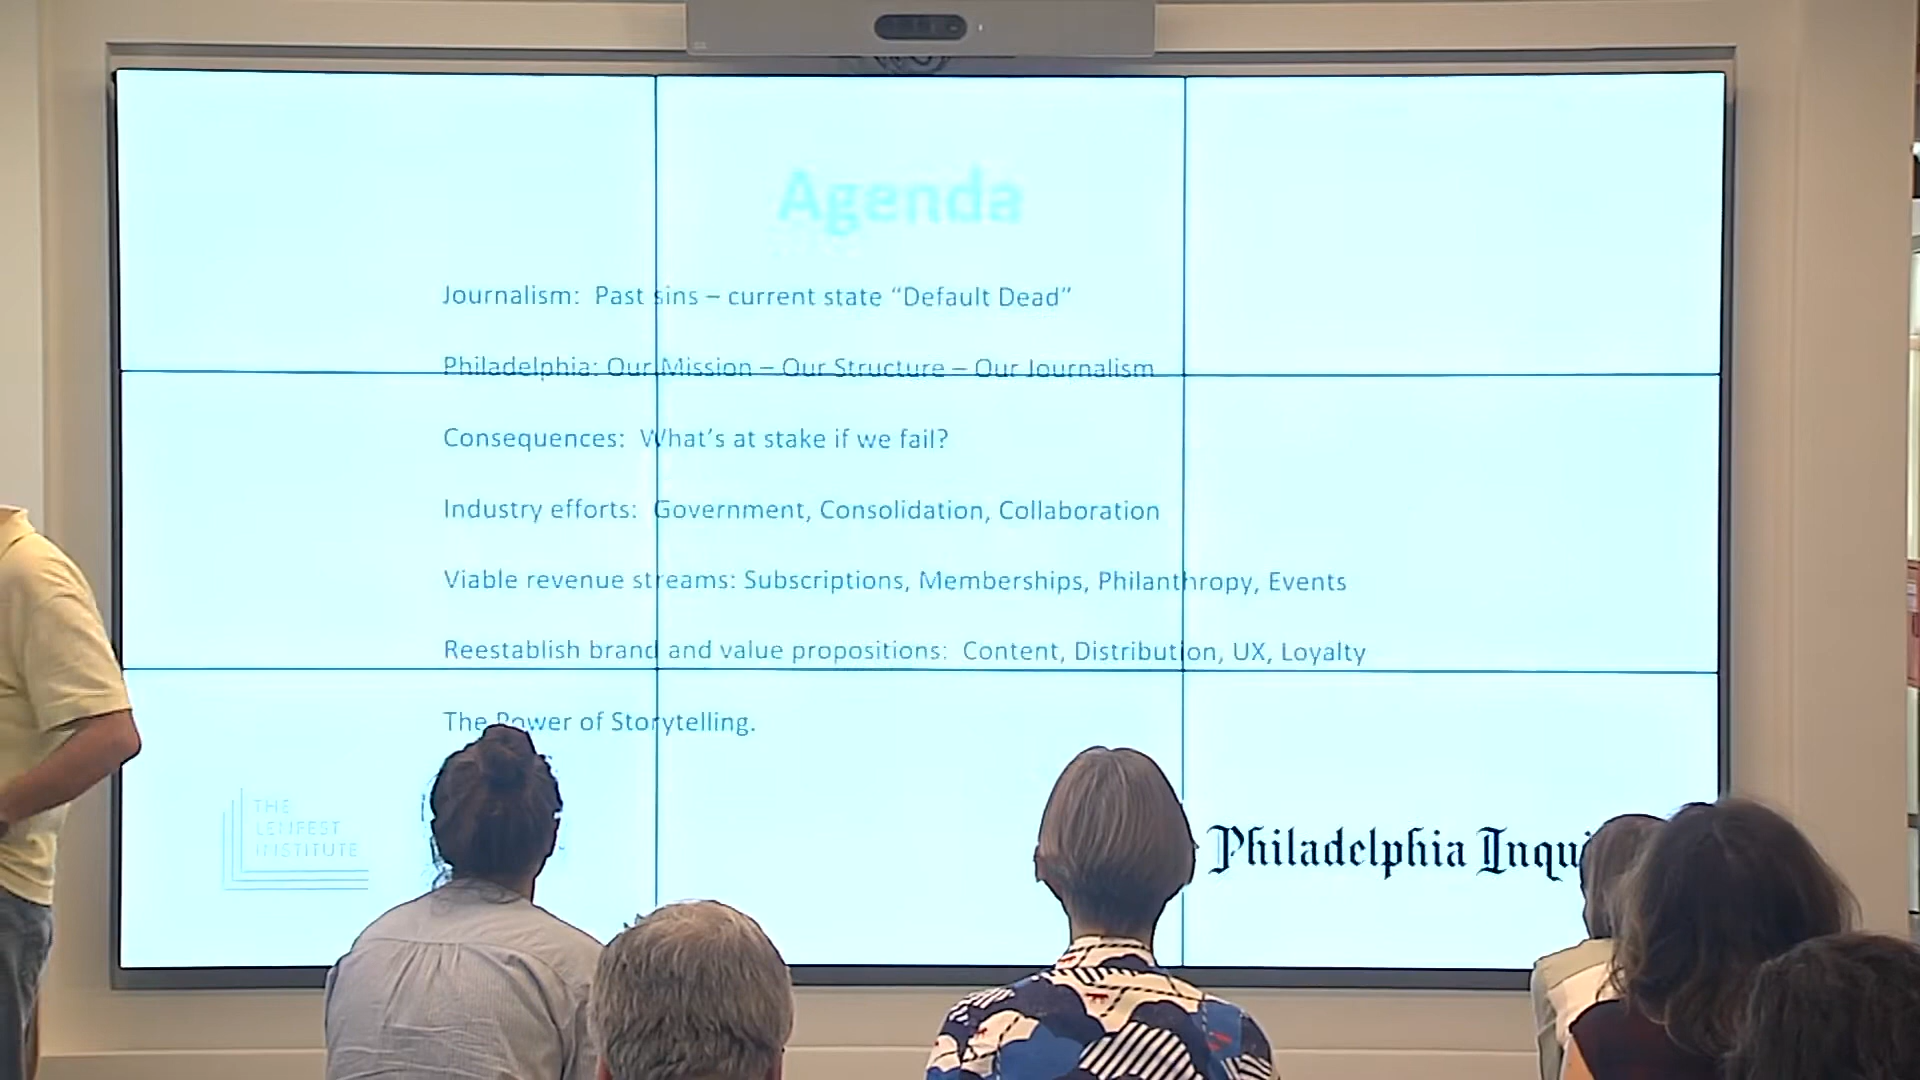 Agenda
Journalism:  Past sins – current state “Default Dead”
Philadelphia: Our Mission – Our Structure – Our Journalism
Consequences:  What’s at stake if we fail?
Industry efforts:  Government, Consolidation, Collaboration
Viable revenue streams: Subscriptions, Memberships, Philanthropy, Events
Reestablish brand and value propositions:  Content, Distribution, UX, Loyalty
The Power of Storytelling.
THE
LENFEST
INSTITUTE
Philadelphia Inqui